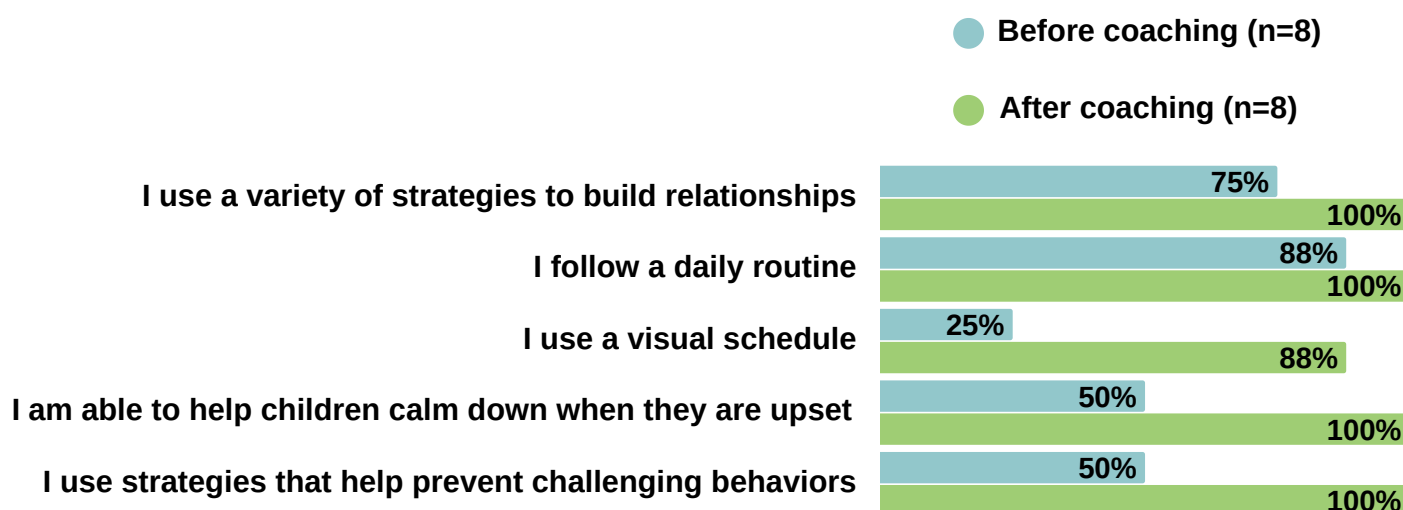 Before coaching (n=8)
After coaching (n=8)
I use a variety of strategies to build relationships
75%
100%
I follow a daily routine
88%
100%
I use a visual schedule
25%
88%
I am able to help children calm down when they are upset
50%
100%
I use strategies that help prevent challenging behaviors
50%
100%